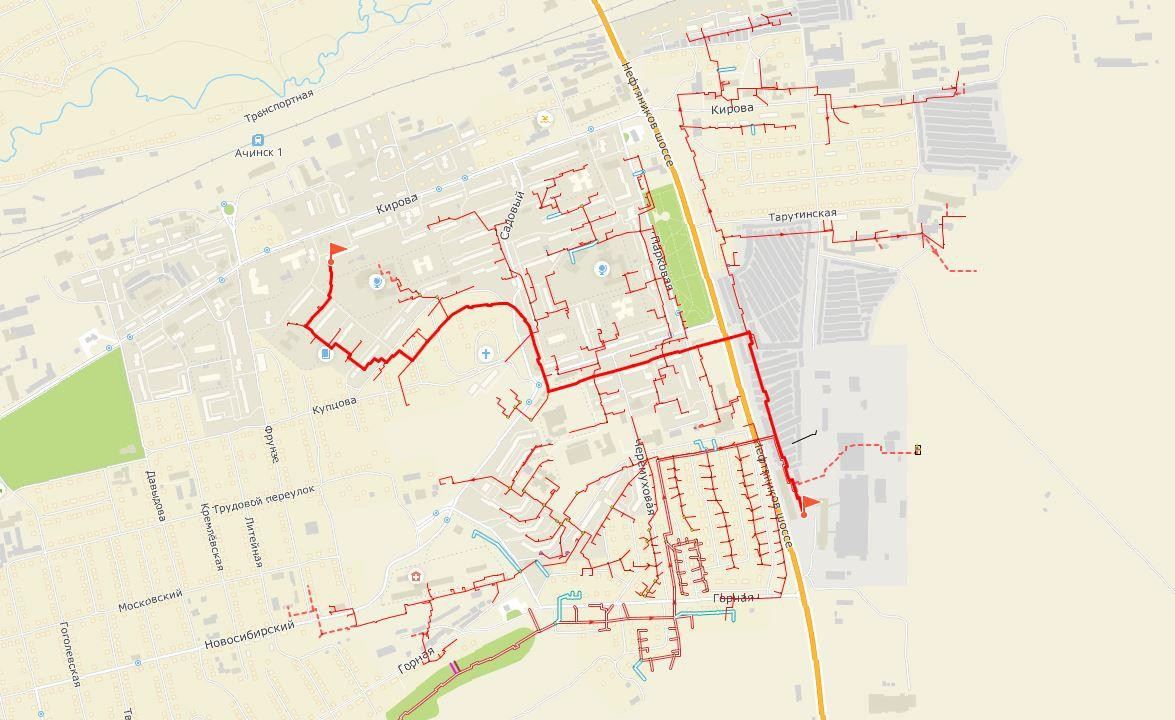 Нефтяников шоссе
Кирова
Транспортная
Ачинск 1
Кирова
Садовый
Тарутинская
Парковая
Купцова
Фрунзе
Черемуховая
Нефтяников шоссе
Давыдова
Трудовой переулок
Кремлёвская
Литейная
Московский
Горная
Новосибирский
Гоголевская
Горная